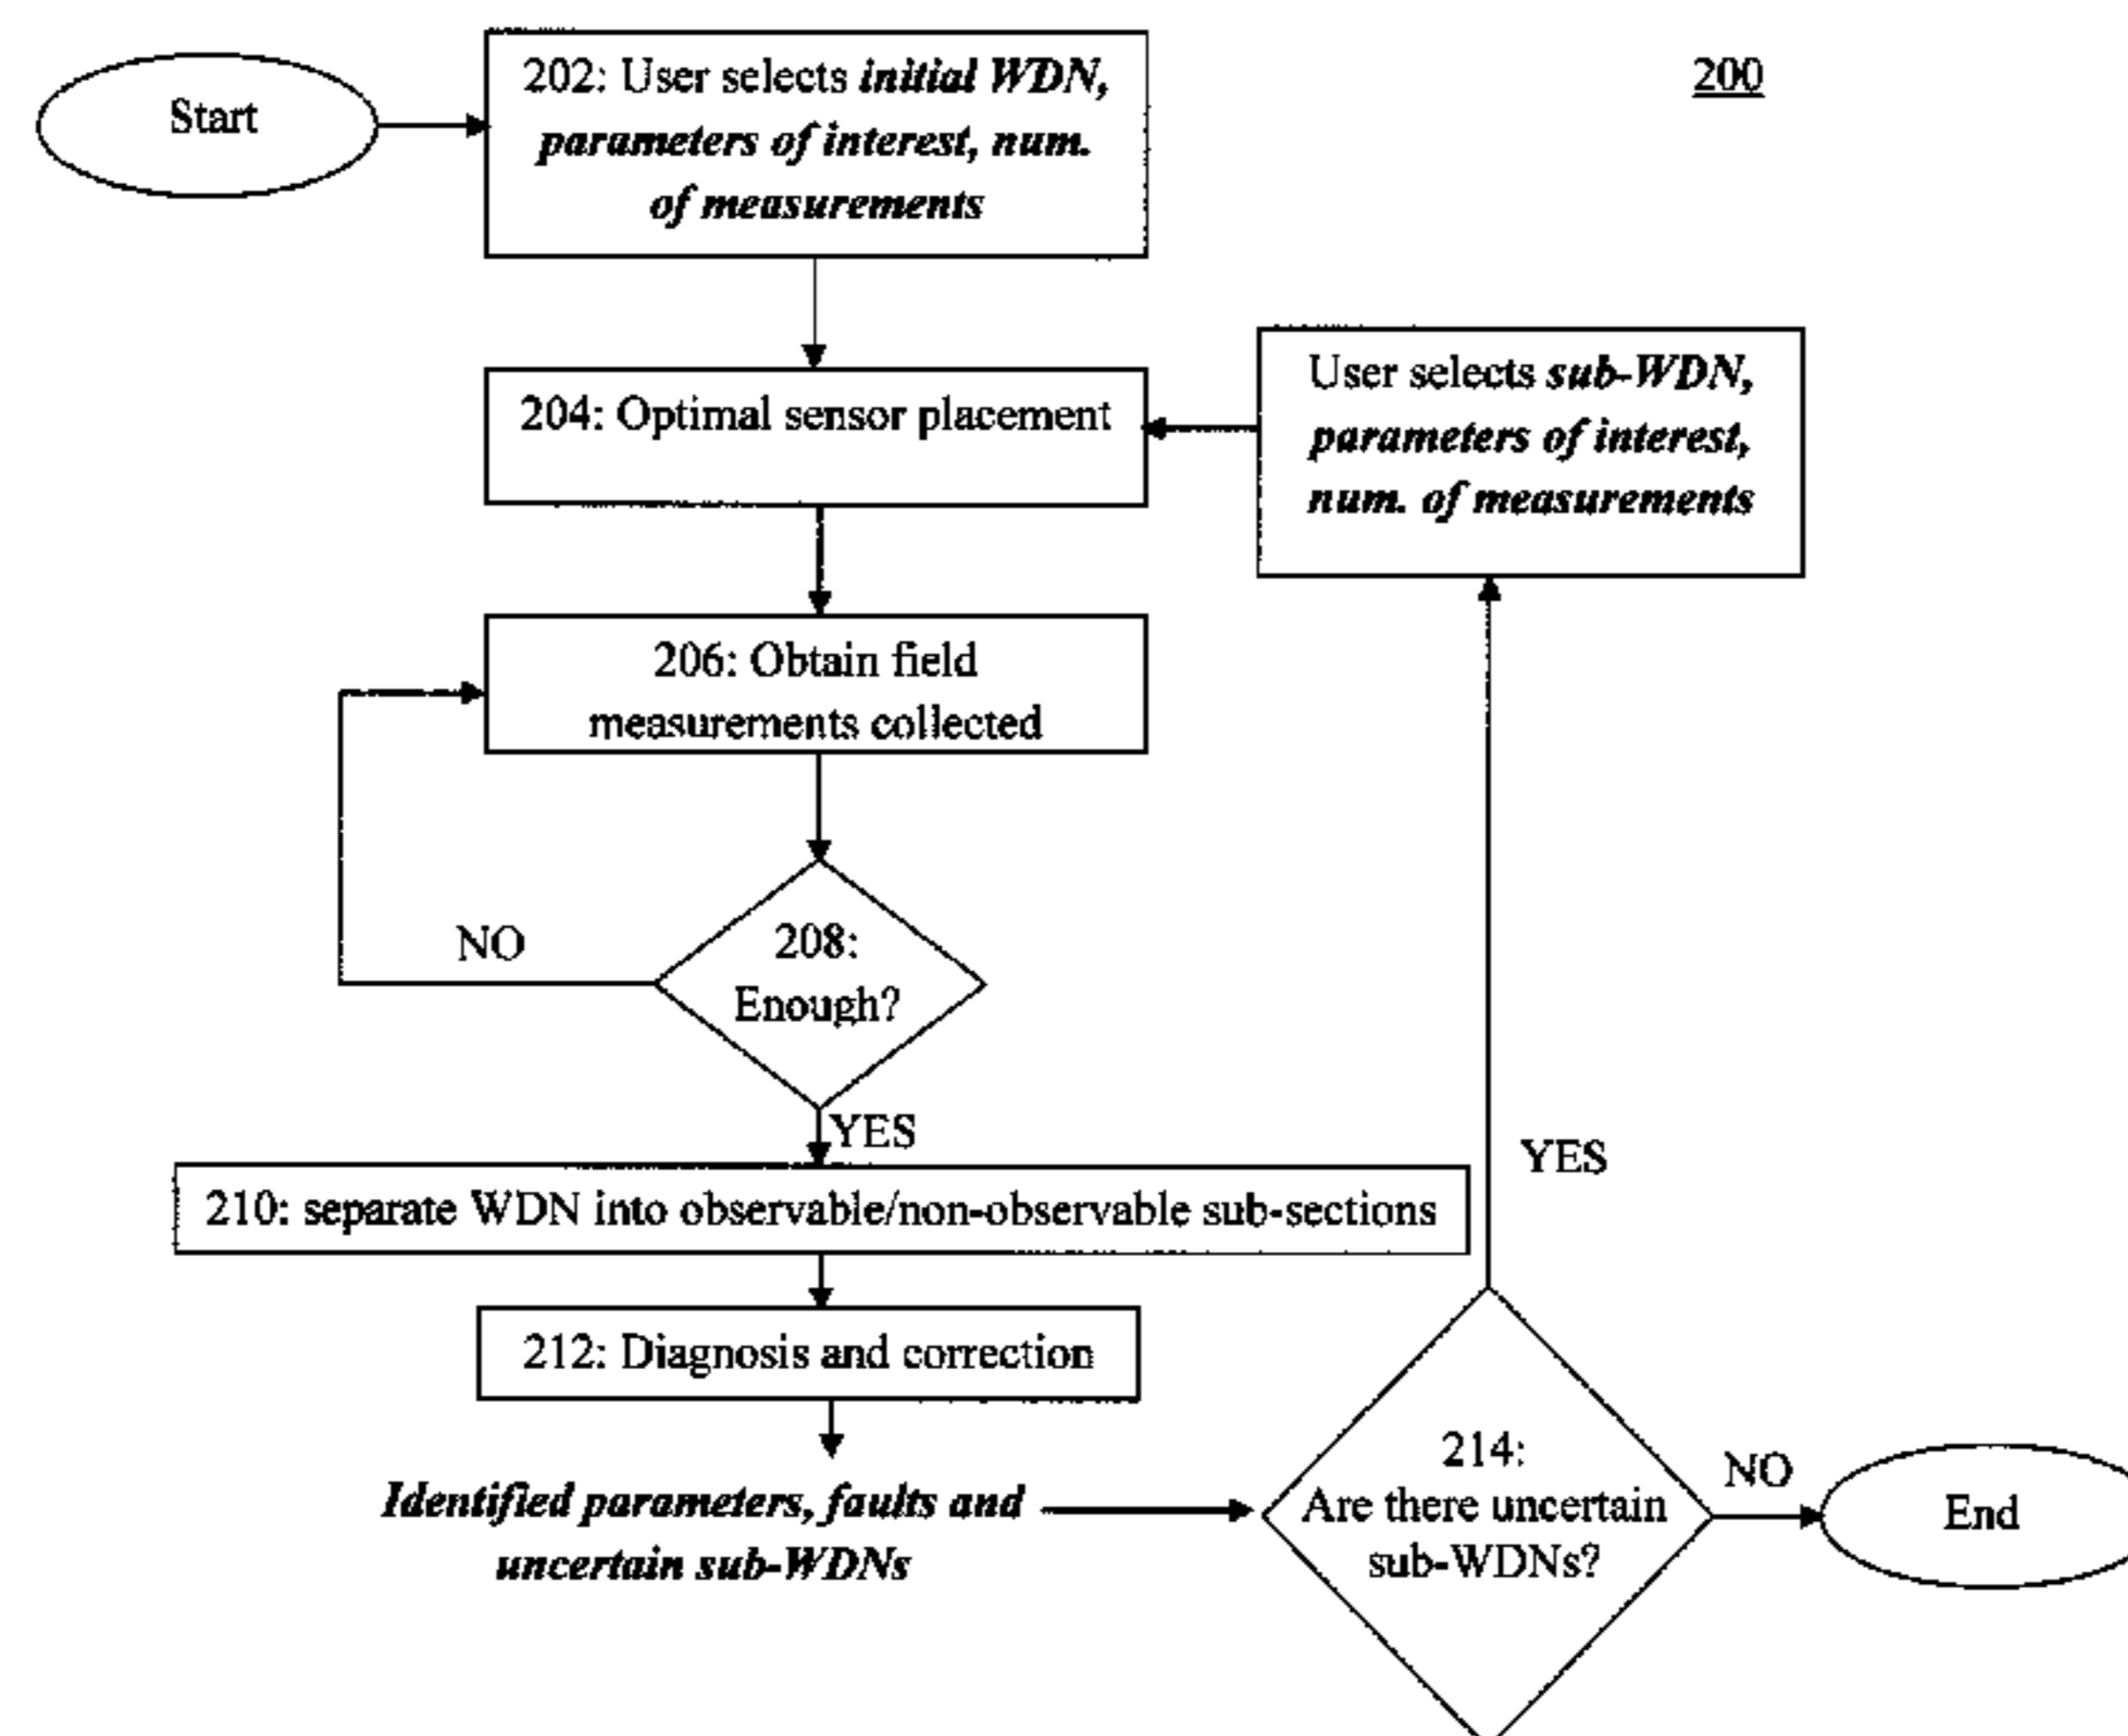 200
Start
202: User selects initial WDN,
parameters of interest, num.
of measurements
204: Optimal sensor placement
User selects sub-WDN,
parameters of interest,
num. of measurements
206: Obtain field
measurements collected
208:
Enough?
NO
YES
210: separate WDN into observable/non-observable sub-sections
212: Diagnosis and correction
Identified parameters, faults and
uncertain sub-WDNs
214:
Are there uncertain
sub-WDNs?
YES
NO
End